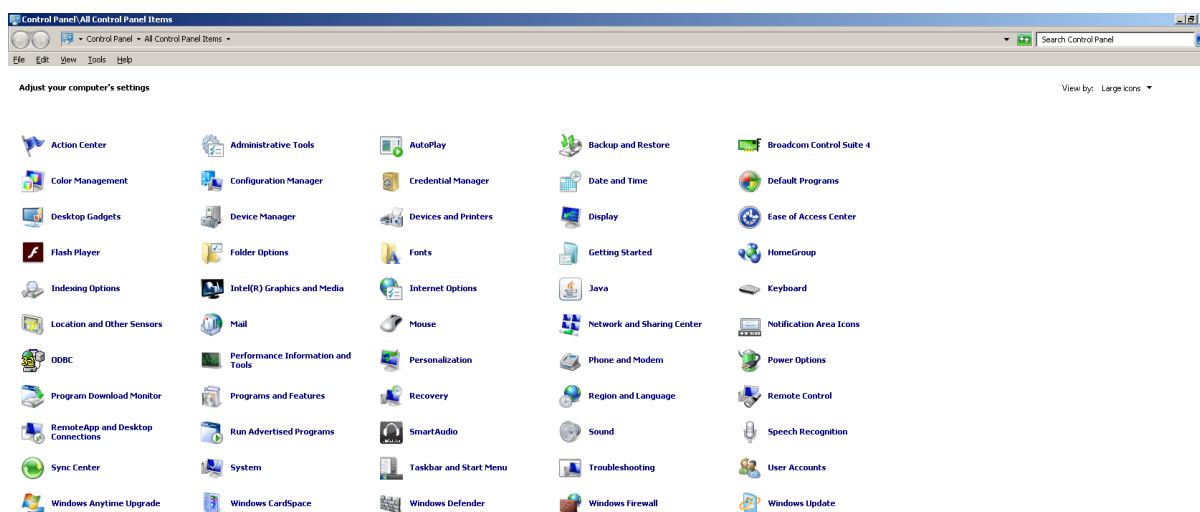 Control Panel\All Control Panel Items
Control Panel All Control Panel Items Search Control Panel
File Edit View Tools Help
Adjust your computer's settings View by: Large icons
Action Center Administrative Tools AutoPlay Backup and Restore Broadcom Control Suite 4
Color Management Configuration Manager Credential Manager Date and Time Default Programs
Desktop Gadgets Device Manager Devices and Printers Display Ease of Access Center
Flash Player Folder Options Fonts Getting Started HomeGroup
Indexing Options Intel(R) Graphics and Media Internet Options Java Keyboard
Location and Other Sensors Mail Mouse Network and Sharing Center Notification Area Icons
ODBC Performance Information and Tools Personalization Phone and Modem Power Options
Program Download Monitor Programs and Features Recovery Region and Language Remote Control
RemoteApp and Desktop Connections Run Advertised Programs SmartAudio Sound Speech Recognition
Sync Center System Taskbar and Start Menu Troubleshooting User Accounts
Windows Anytime Upgrade Windows CardSpace Windows Defender Windows Firewall Windows Update